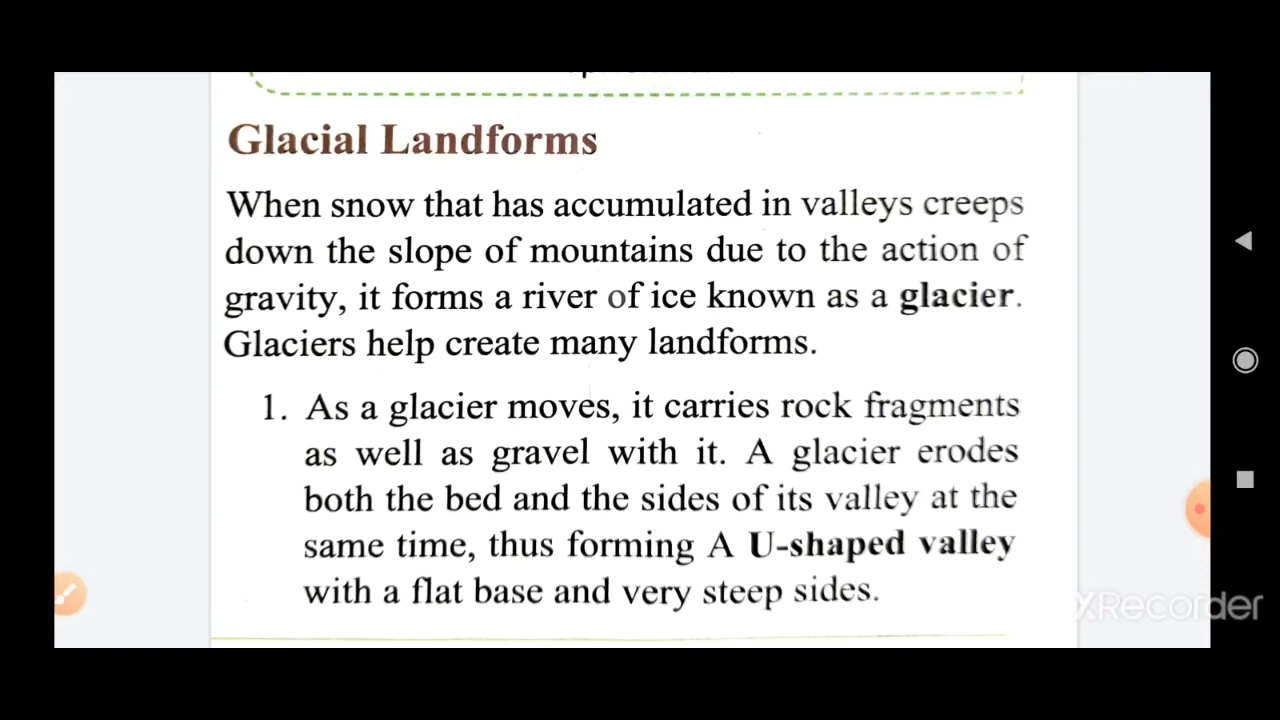 Glacial Landforms
When snow that has accumulated in valleys creeps
down the slope of mountains due to the action of
gravity, it forms a river of ice known as a glacier.
Glaciers help create many landforms.
1. As a glacier moves, it carries rock fragments
as well as gravel with it. A glacier erodes
both the bed and the sides of its valley at the
same time, thus forming A U-shaped valley
with a flat base and very steep sides.
XRecorder